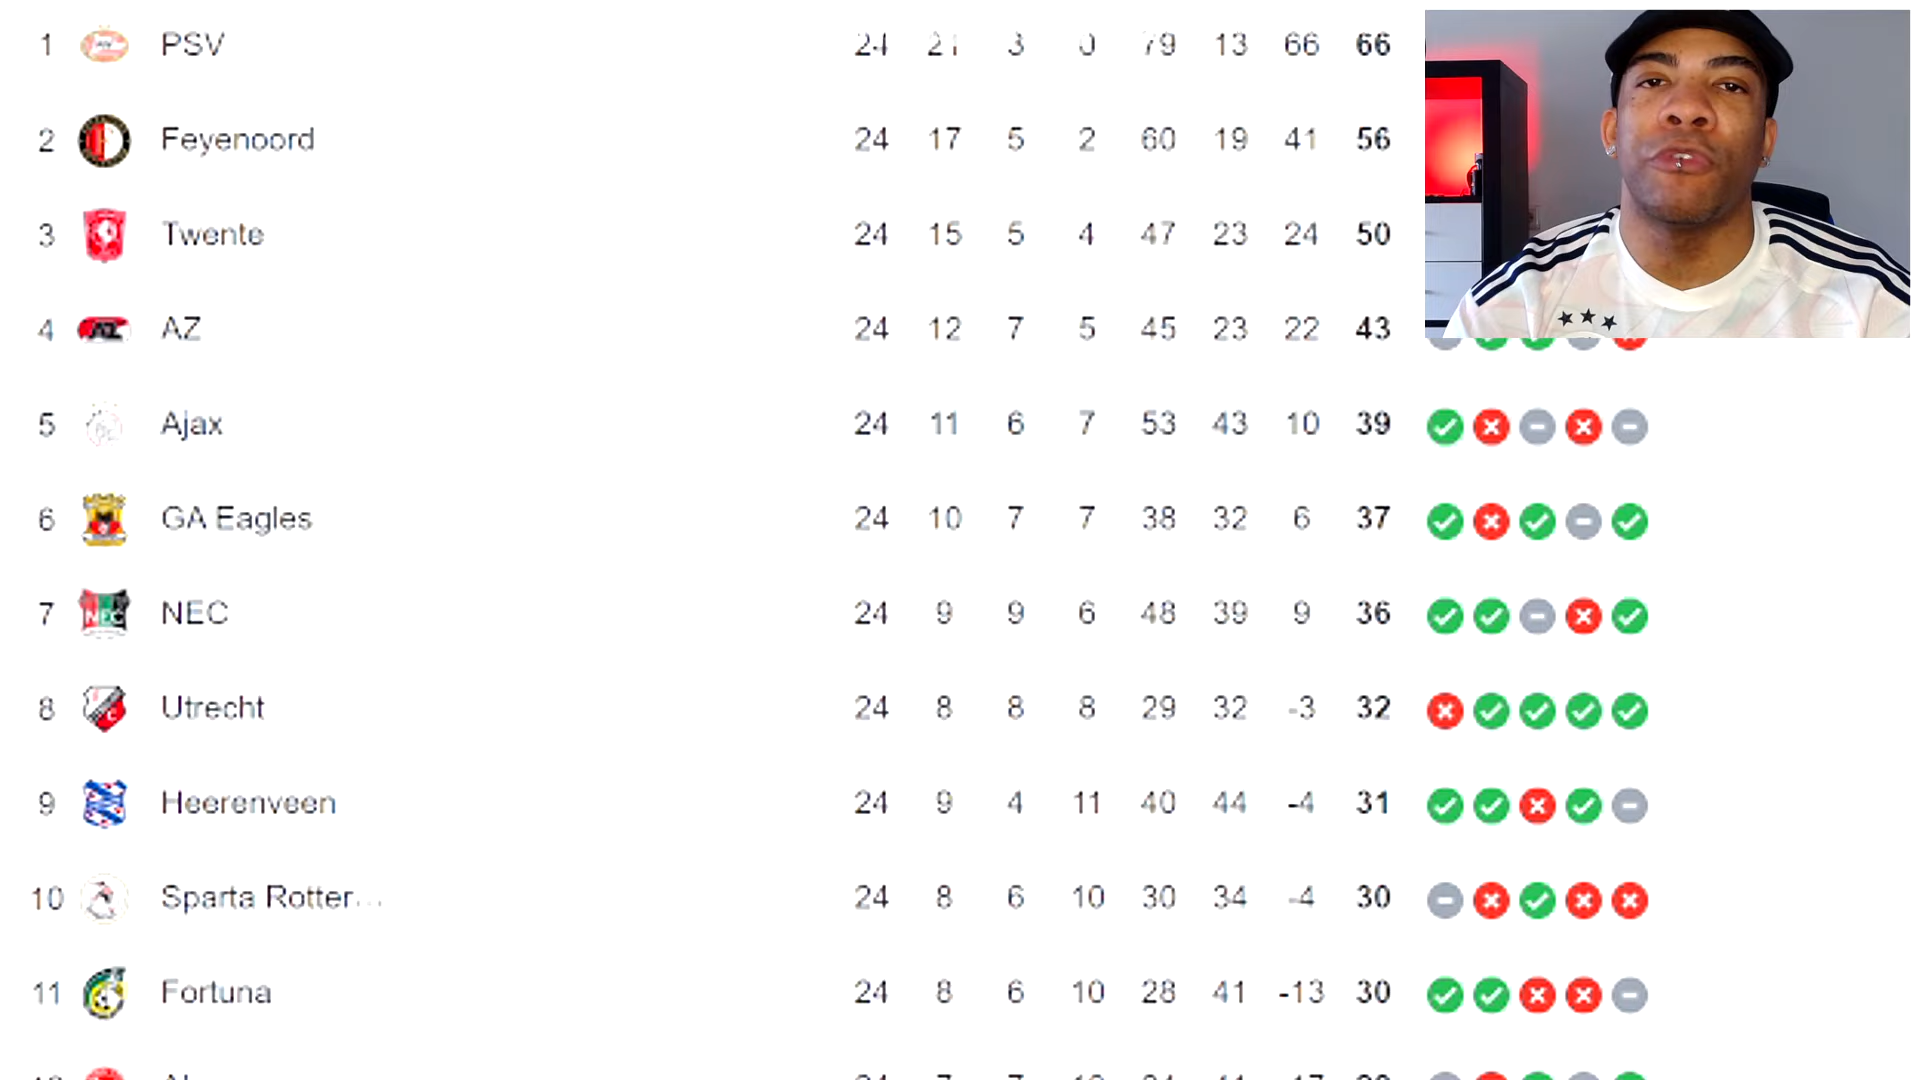 1 PSV 24 21 3 0 79 13 66 66
2 Feyenoord 24 17 5 2 60 19 41 56
3 Twente 24 15 5 4 47 23 24 50
4 AZ 24 12 7 5 45 23 22 43
5 Ajax 24 11 6 7 53 43 10 39
6 GA Eagles 24 10 7 7 38 32 6 37
7 NEC 24 9 9 6 48 39 9 36
8 Utrecht 24 8 8 8 29 32 -3 32
9 Heerenveen 24 9 4 11 40 44 -4 31
10 Sparta Rotter... 24 8 6 10 30 34 -4 30
11 Fortuna 24 8 6 10 28 41 -13 30